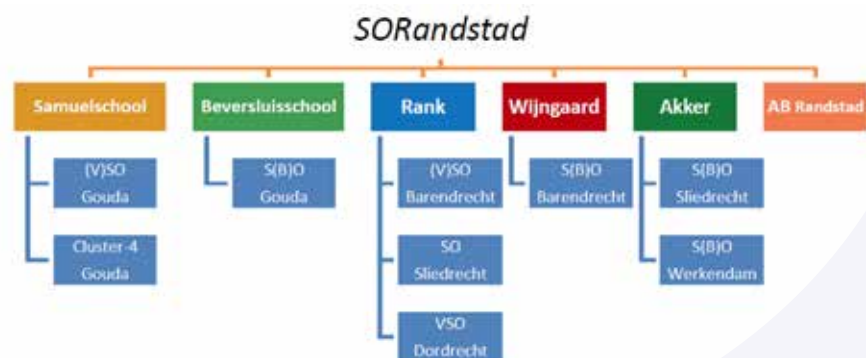 SORandstad
Samuelschool
Beversluisschool
Rank
Wijngaard
Akker
AB Randstad
(V)SO
Gouda
S(B)O
Gouda
(V)SO
Barendrecht
S(B)O
Barendrecht
S(B)O
Sliedrecht
Cluster-4
Gouda
SO
Sliedrecht
S(B)O
Werkendam
VSO
Dordrecht